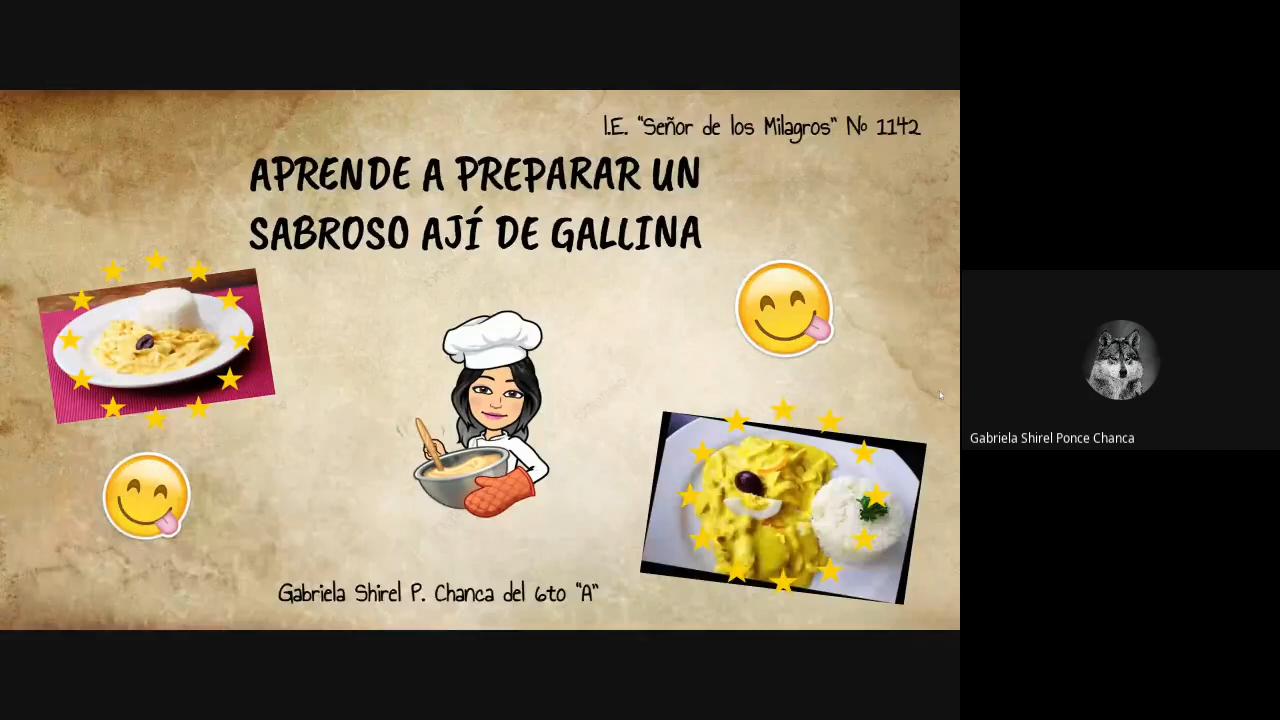 I.E. "Señor de los Milagros" Nº 1142
APRENDE A PREPARAR UN
SABROSO AJÍ DE GALLINA
Gabriela Shirel P. Chanca del 6to "A"
Gabriela Shirel Ponce Chanca